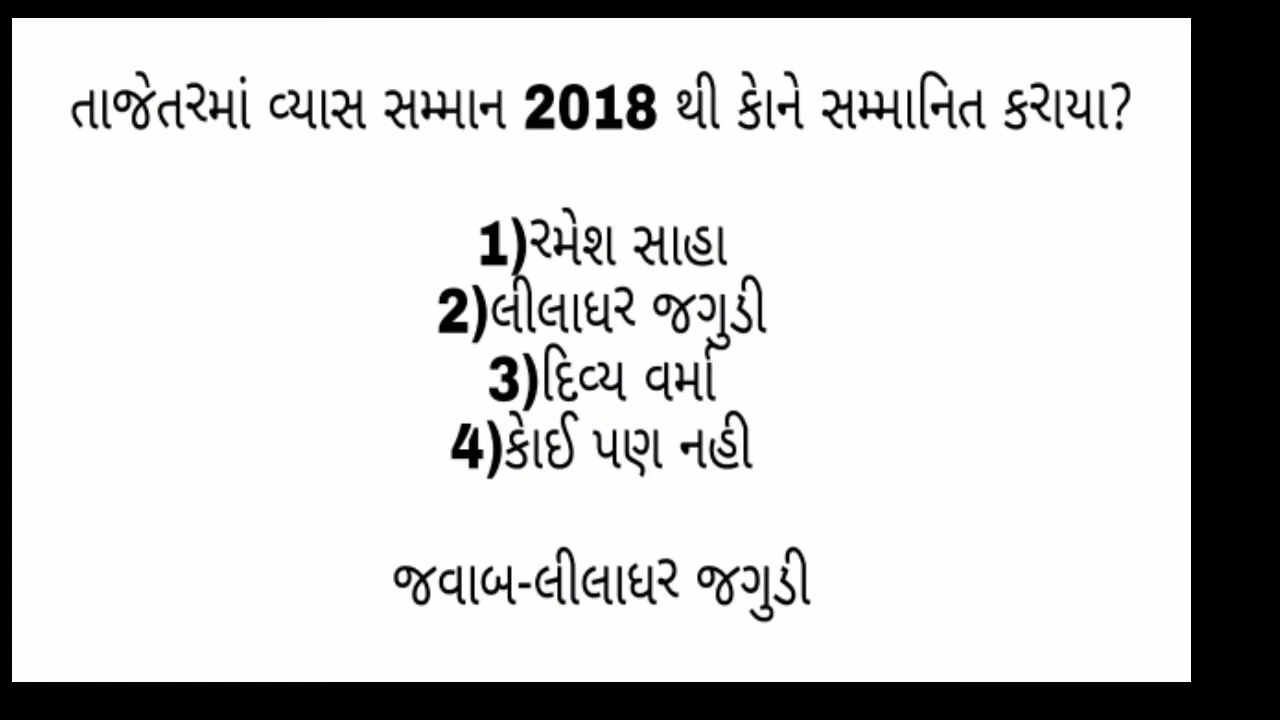 તાજેતરમાં વ્યાસ સમ્માન 2018 થી કોને સમ્માનિત કરાયા?
1)રમેશ સાહા
2)લીલાધર જગુડી
3)દિવ્ય વર્મા
4)કોઈ પણ નહી
જવાબ-લીલાધર જગુડી